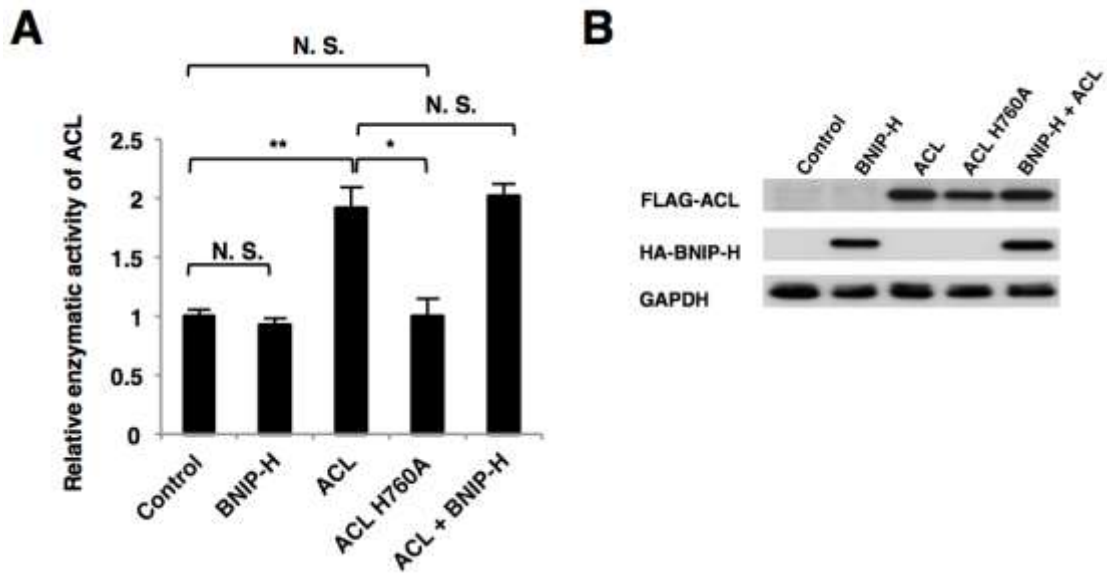 A
N. S.
N. S.
**
*
N. S.
Relative enzymatic activity of ACL
2.5
2
1.5
1
0.5
0
Control
BNIP-H
ACL
ACL H760A
ACL + BNIP-H
B
Control
BNIP-H
ACL
ACL H760A
BNIP-H + ACL
FLAG-ACL
HA-BNIP-H
GAPDH